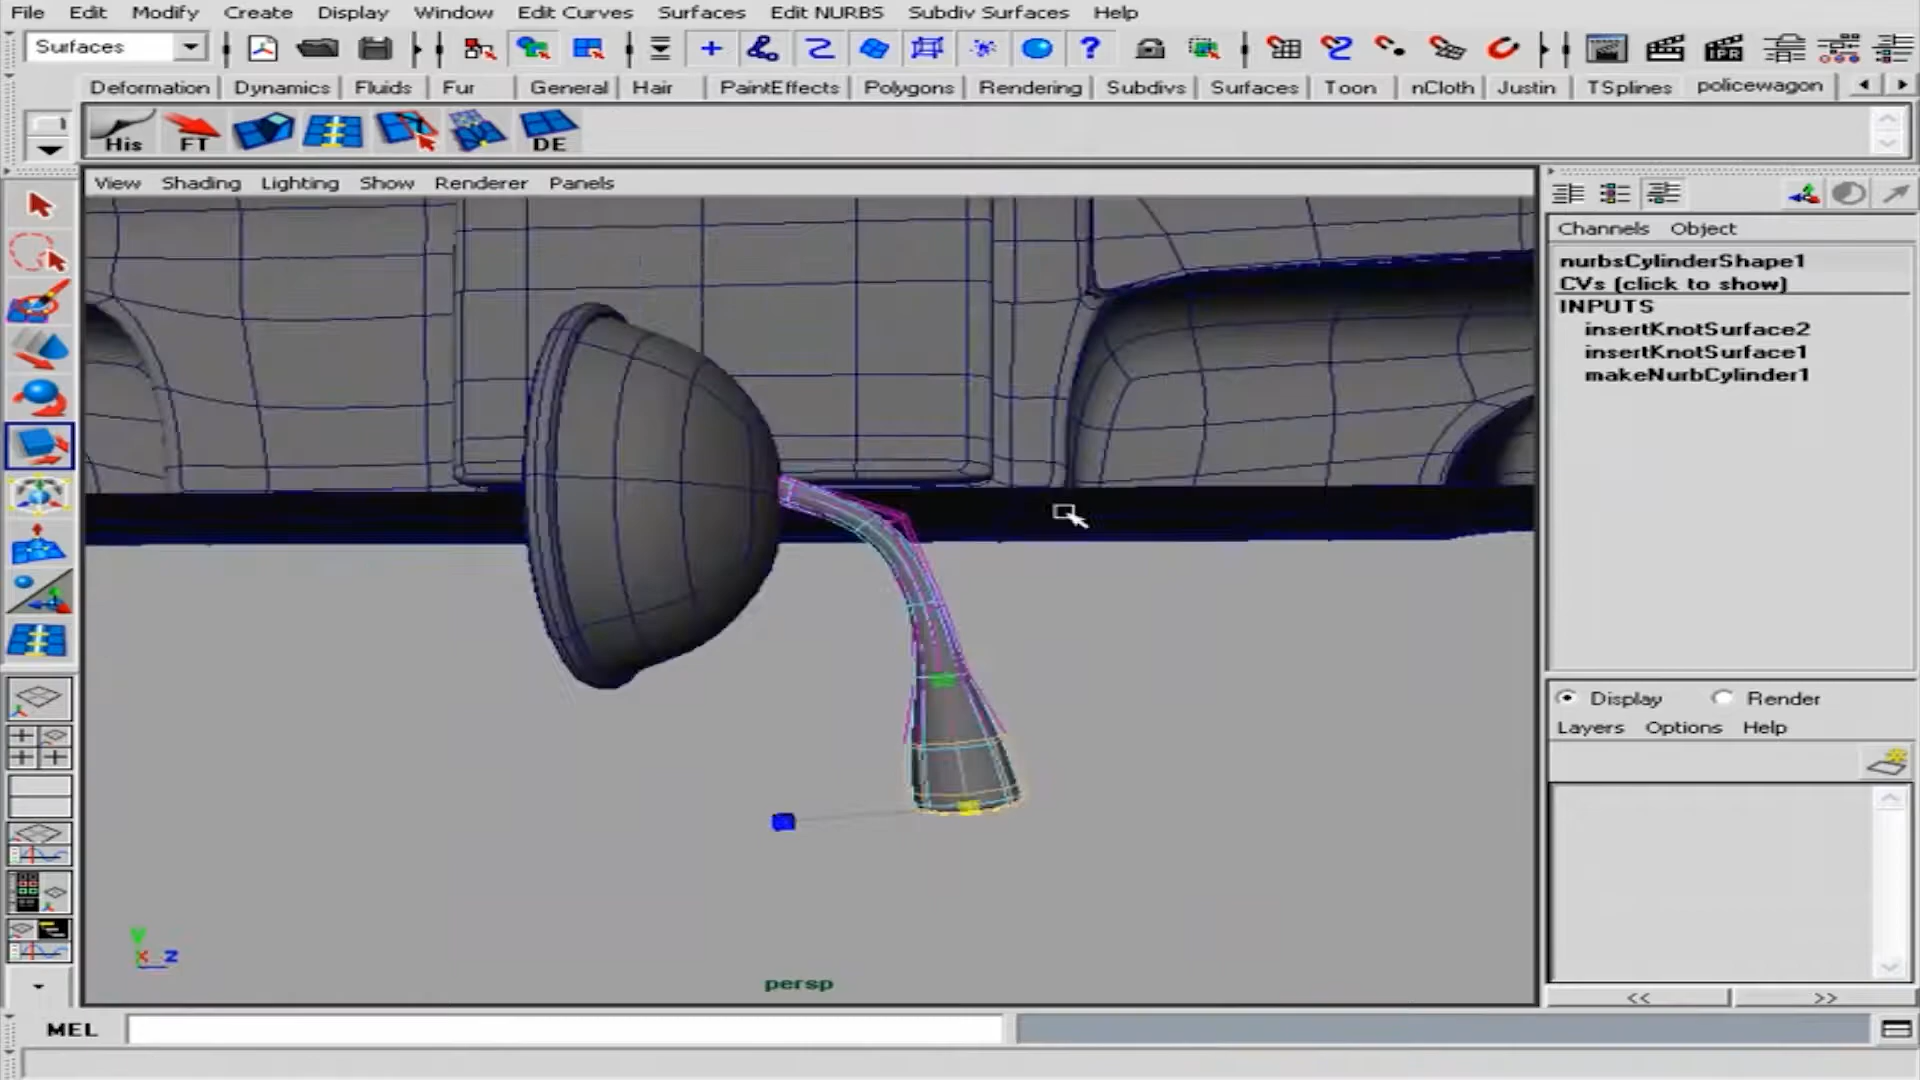 File Edit Modify Create Display Window Edit Curves Surfaces Edit NURBS Subdiv Surfaces Help
Surfaces ? IPR
Deformation Dynamics Fluids Fur General Hair PaintEffects Polygons Rendering Subdivs Surfaces Toon nCloth Justin TSplines policewagon
His FT DE
View Shading Lighting Show Renderer Panels
Channels Object
nurbsCylinderShape1
CVs (click to show)
INPUTS
insertKnotSurface2
insertKnotSurface1
makeNurbCylinder1
Display Render
Layers Options Help
Y
X Z
persp
<< >>
MEL